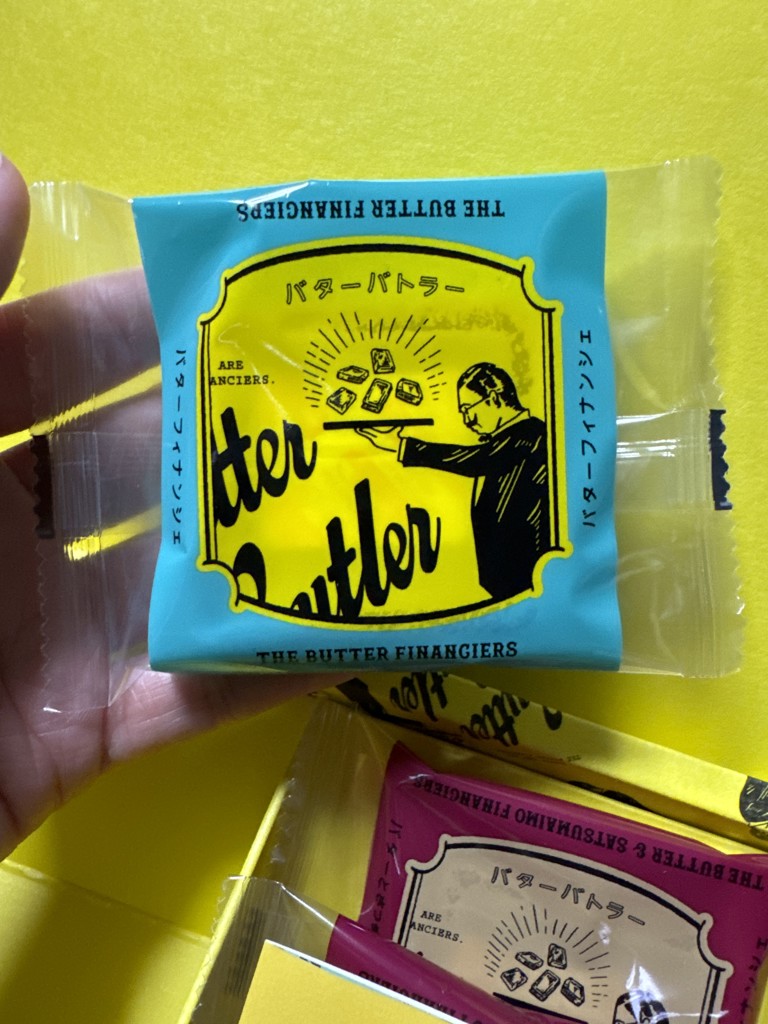 THE BUTTER FINANCIERS
バターバトラー
ARE
ANCIERS.
tter
Butler
バターフィナンシェ
バターフィナンシェ
THE BUTTER FINANCIERS
utter
tler
THE BUTTER & SATSUMAIMO FINANCIERS
バターバトラー
ARE
ANCIERS.